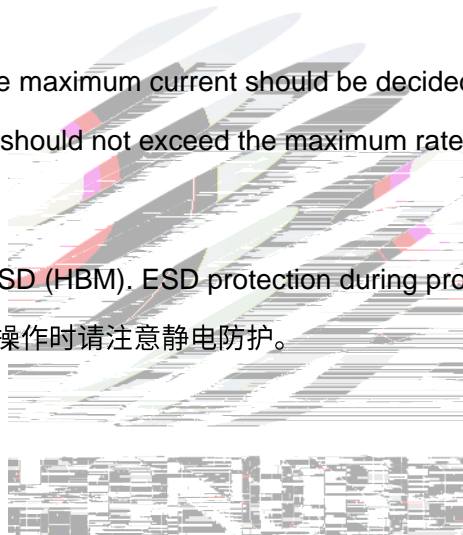 e maximum current should be decided
should not exceed the maximum rate
SD (HBM). ESD protection during pro
操作时请注意静电防护。